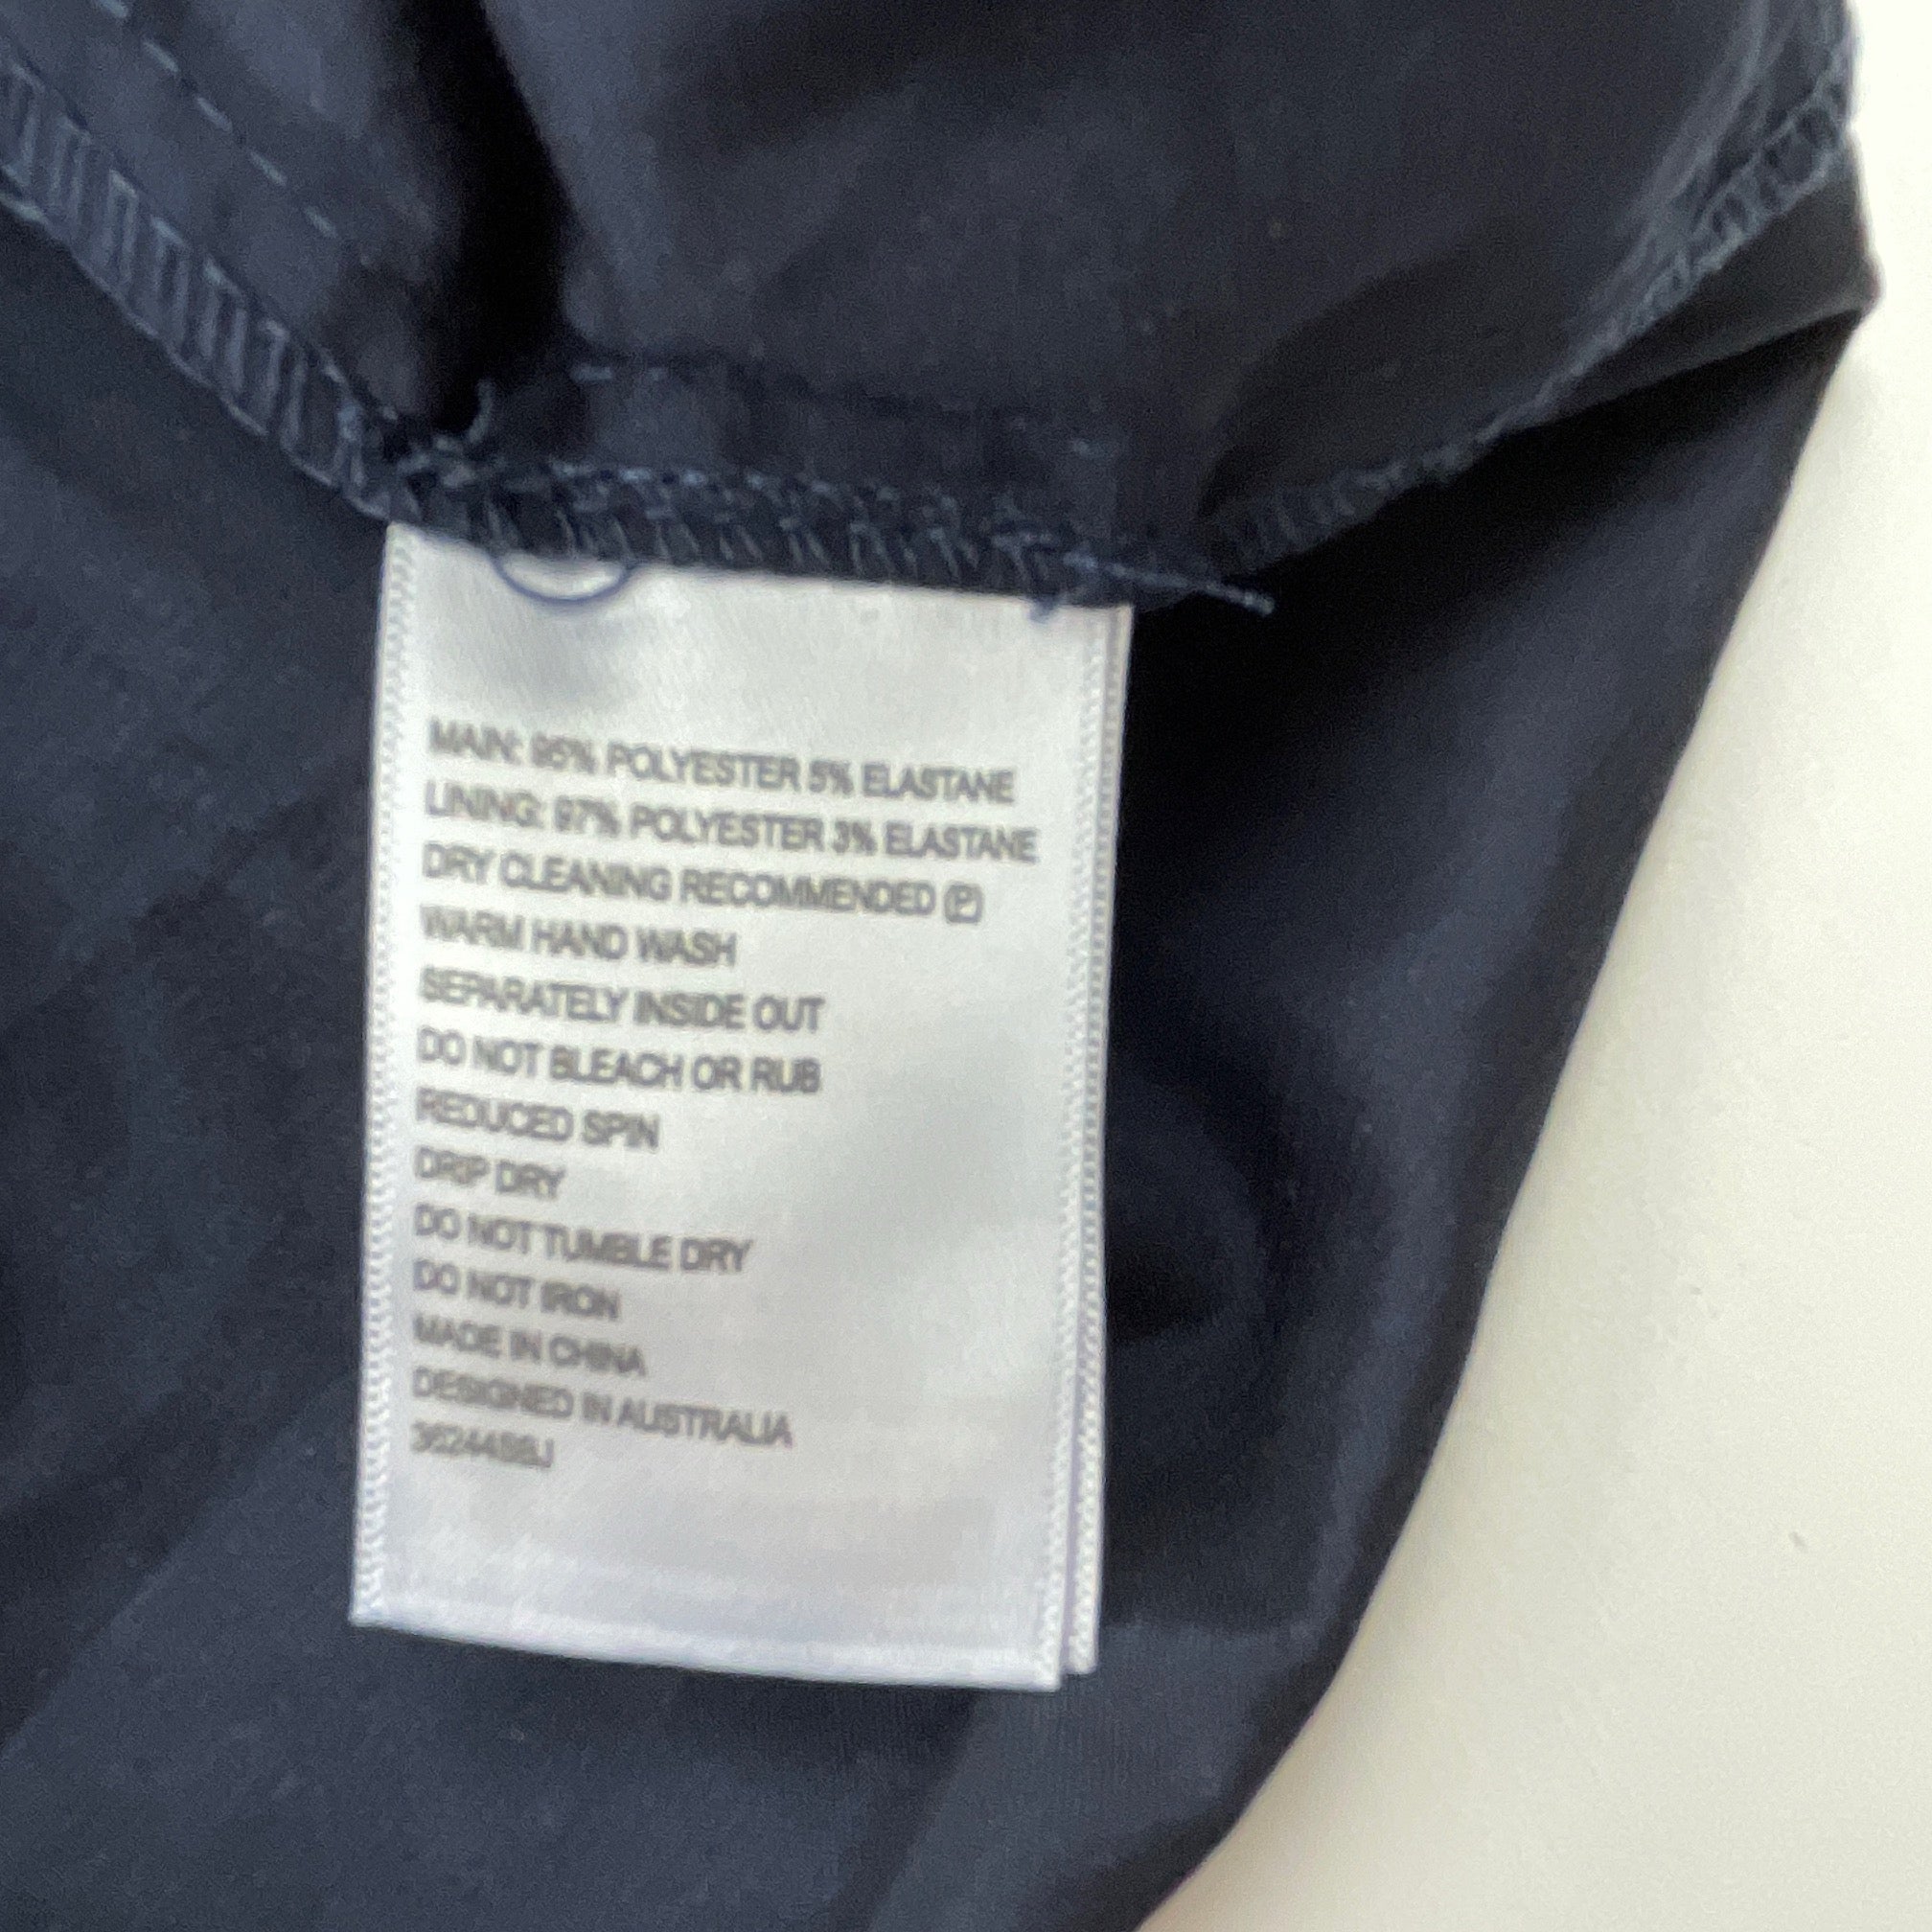 MAIN: 95% POLYESTER 5% ELASTANE
LINING: 97% POLYESTER 3% ELASTANE
DRY CLEANING RECOMMENDED (P)
WARM HAND WASH
SEPARATELY INSIDE OUT
DO NOT BLEACH OR RUB
REDUCED SPIN
DRIP DRY
DO NOT TUMBLE DRY
DO NOT IRON
MADE IN CHINA
DESIGNED IN AUSTRALIA